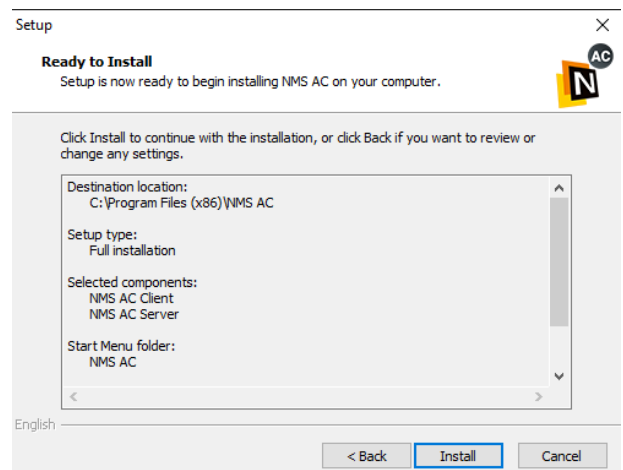 Setup
Ready to Install
AC
Setup is now ready to begin installing NMS AC on your computer.
N
Click Install to continue with the installation, or click Back if you want to review or
change any settings.
Destination location:
C:\Program Files (x86)\NMS AC
Setup type:
Full installation
Selected components:
NMS AC Client
NMS AC Server
Start Menu folder:
NMS AC
English
< Back
Install
Cancel